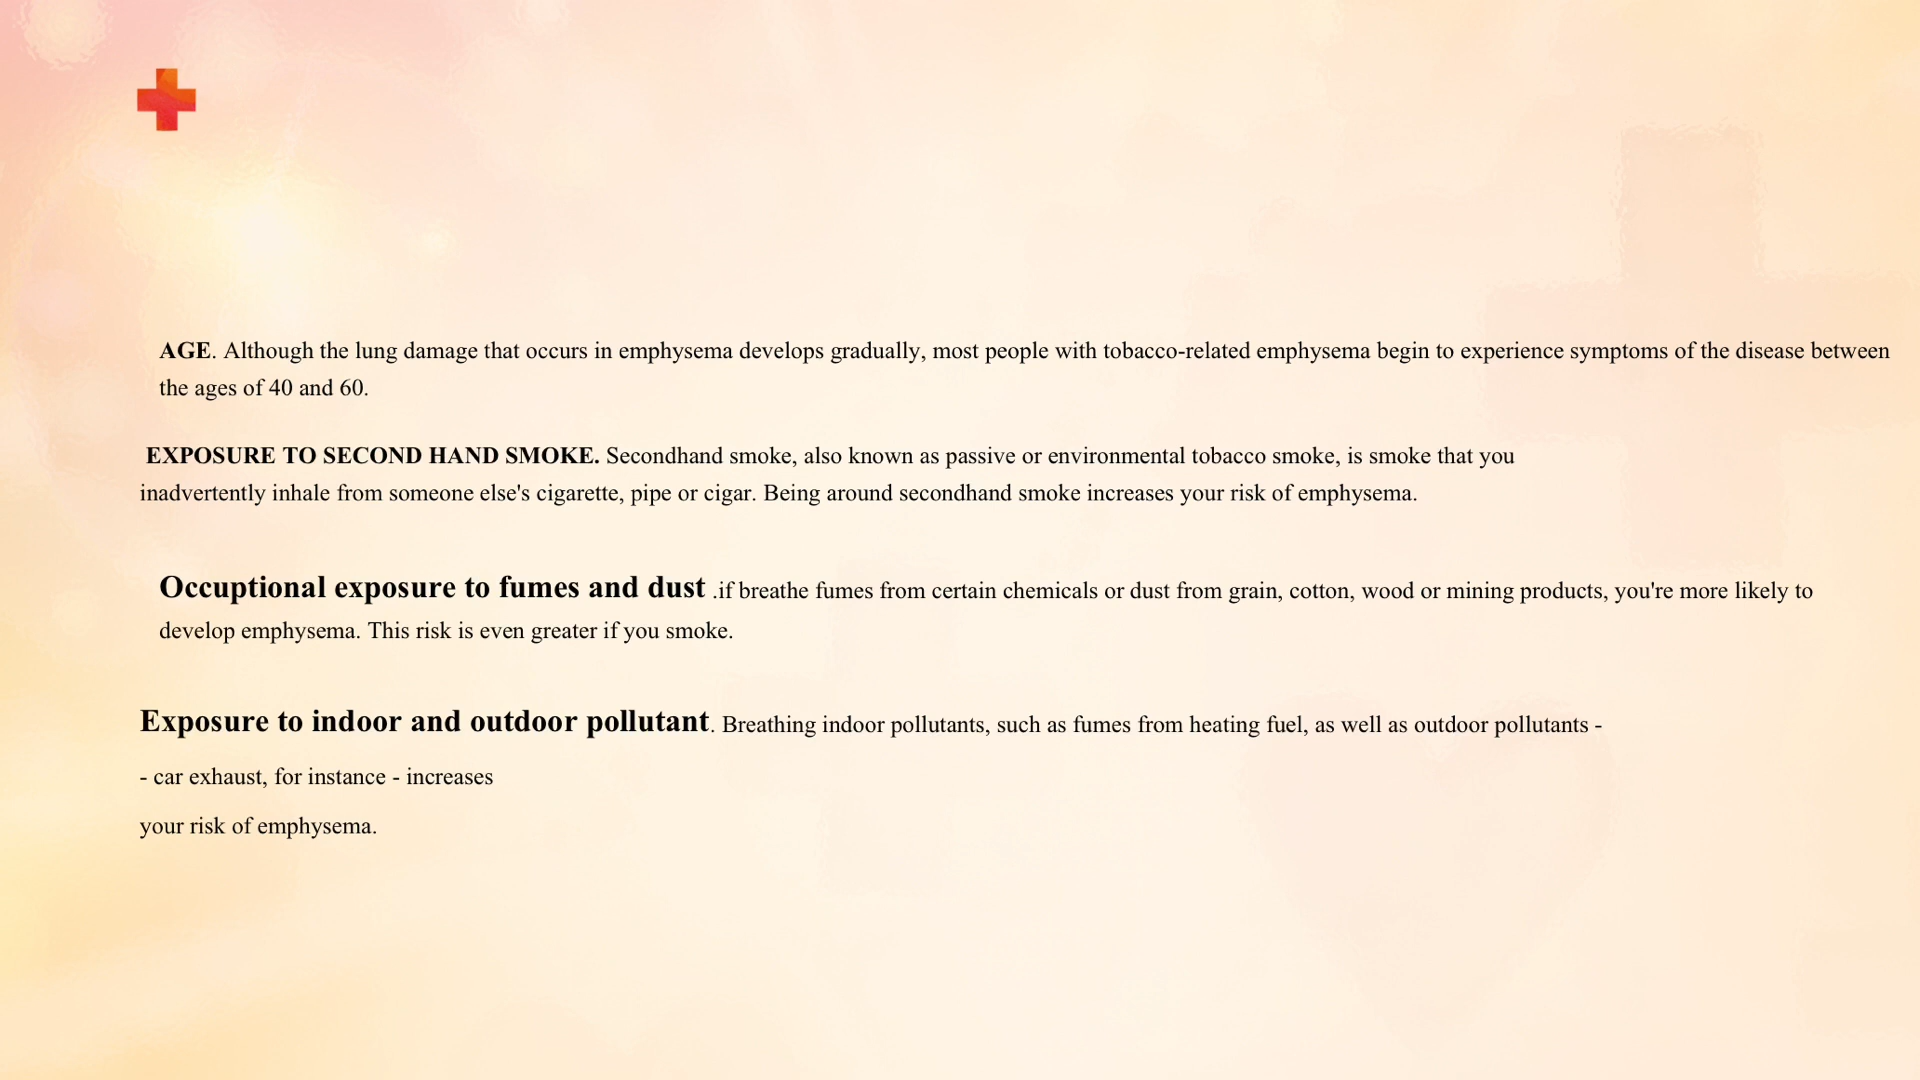 AGE. Although the lung damage that occurs in emphysema develops gradually, most people with tobacco-related emphysema begin to experience symptoms of the disease between
the ages of 40 and 60.
EXPOSURE TO SECOND HAND SMOKE. Secondhand smoke, also known as passive or environmental tobacco smoke, is smoke that you
inadvertently inhale from someone else's cigarette, pipe or cigar. Being around secondhand smoke increases your risk of emphysema.
Occuptional exposure to fumes and dust .if breathe fumes from certain chemicals or dust from grain, cotton, wood or mining products, you're more likely to
develop emphysema. This risk is even greater if you smoke.
Exposure to indoor and outdoor pollutant. Breathing indoor pollutants, such as fumes from heating fuel, as well as outdoor pollutants -
- car exhaust, for instance - increases
your risk of emphysema.